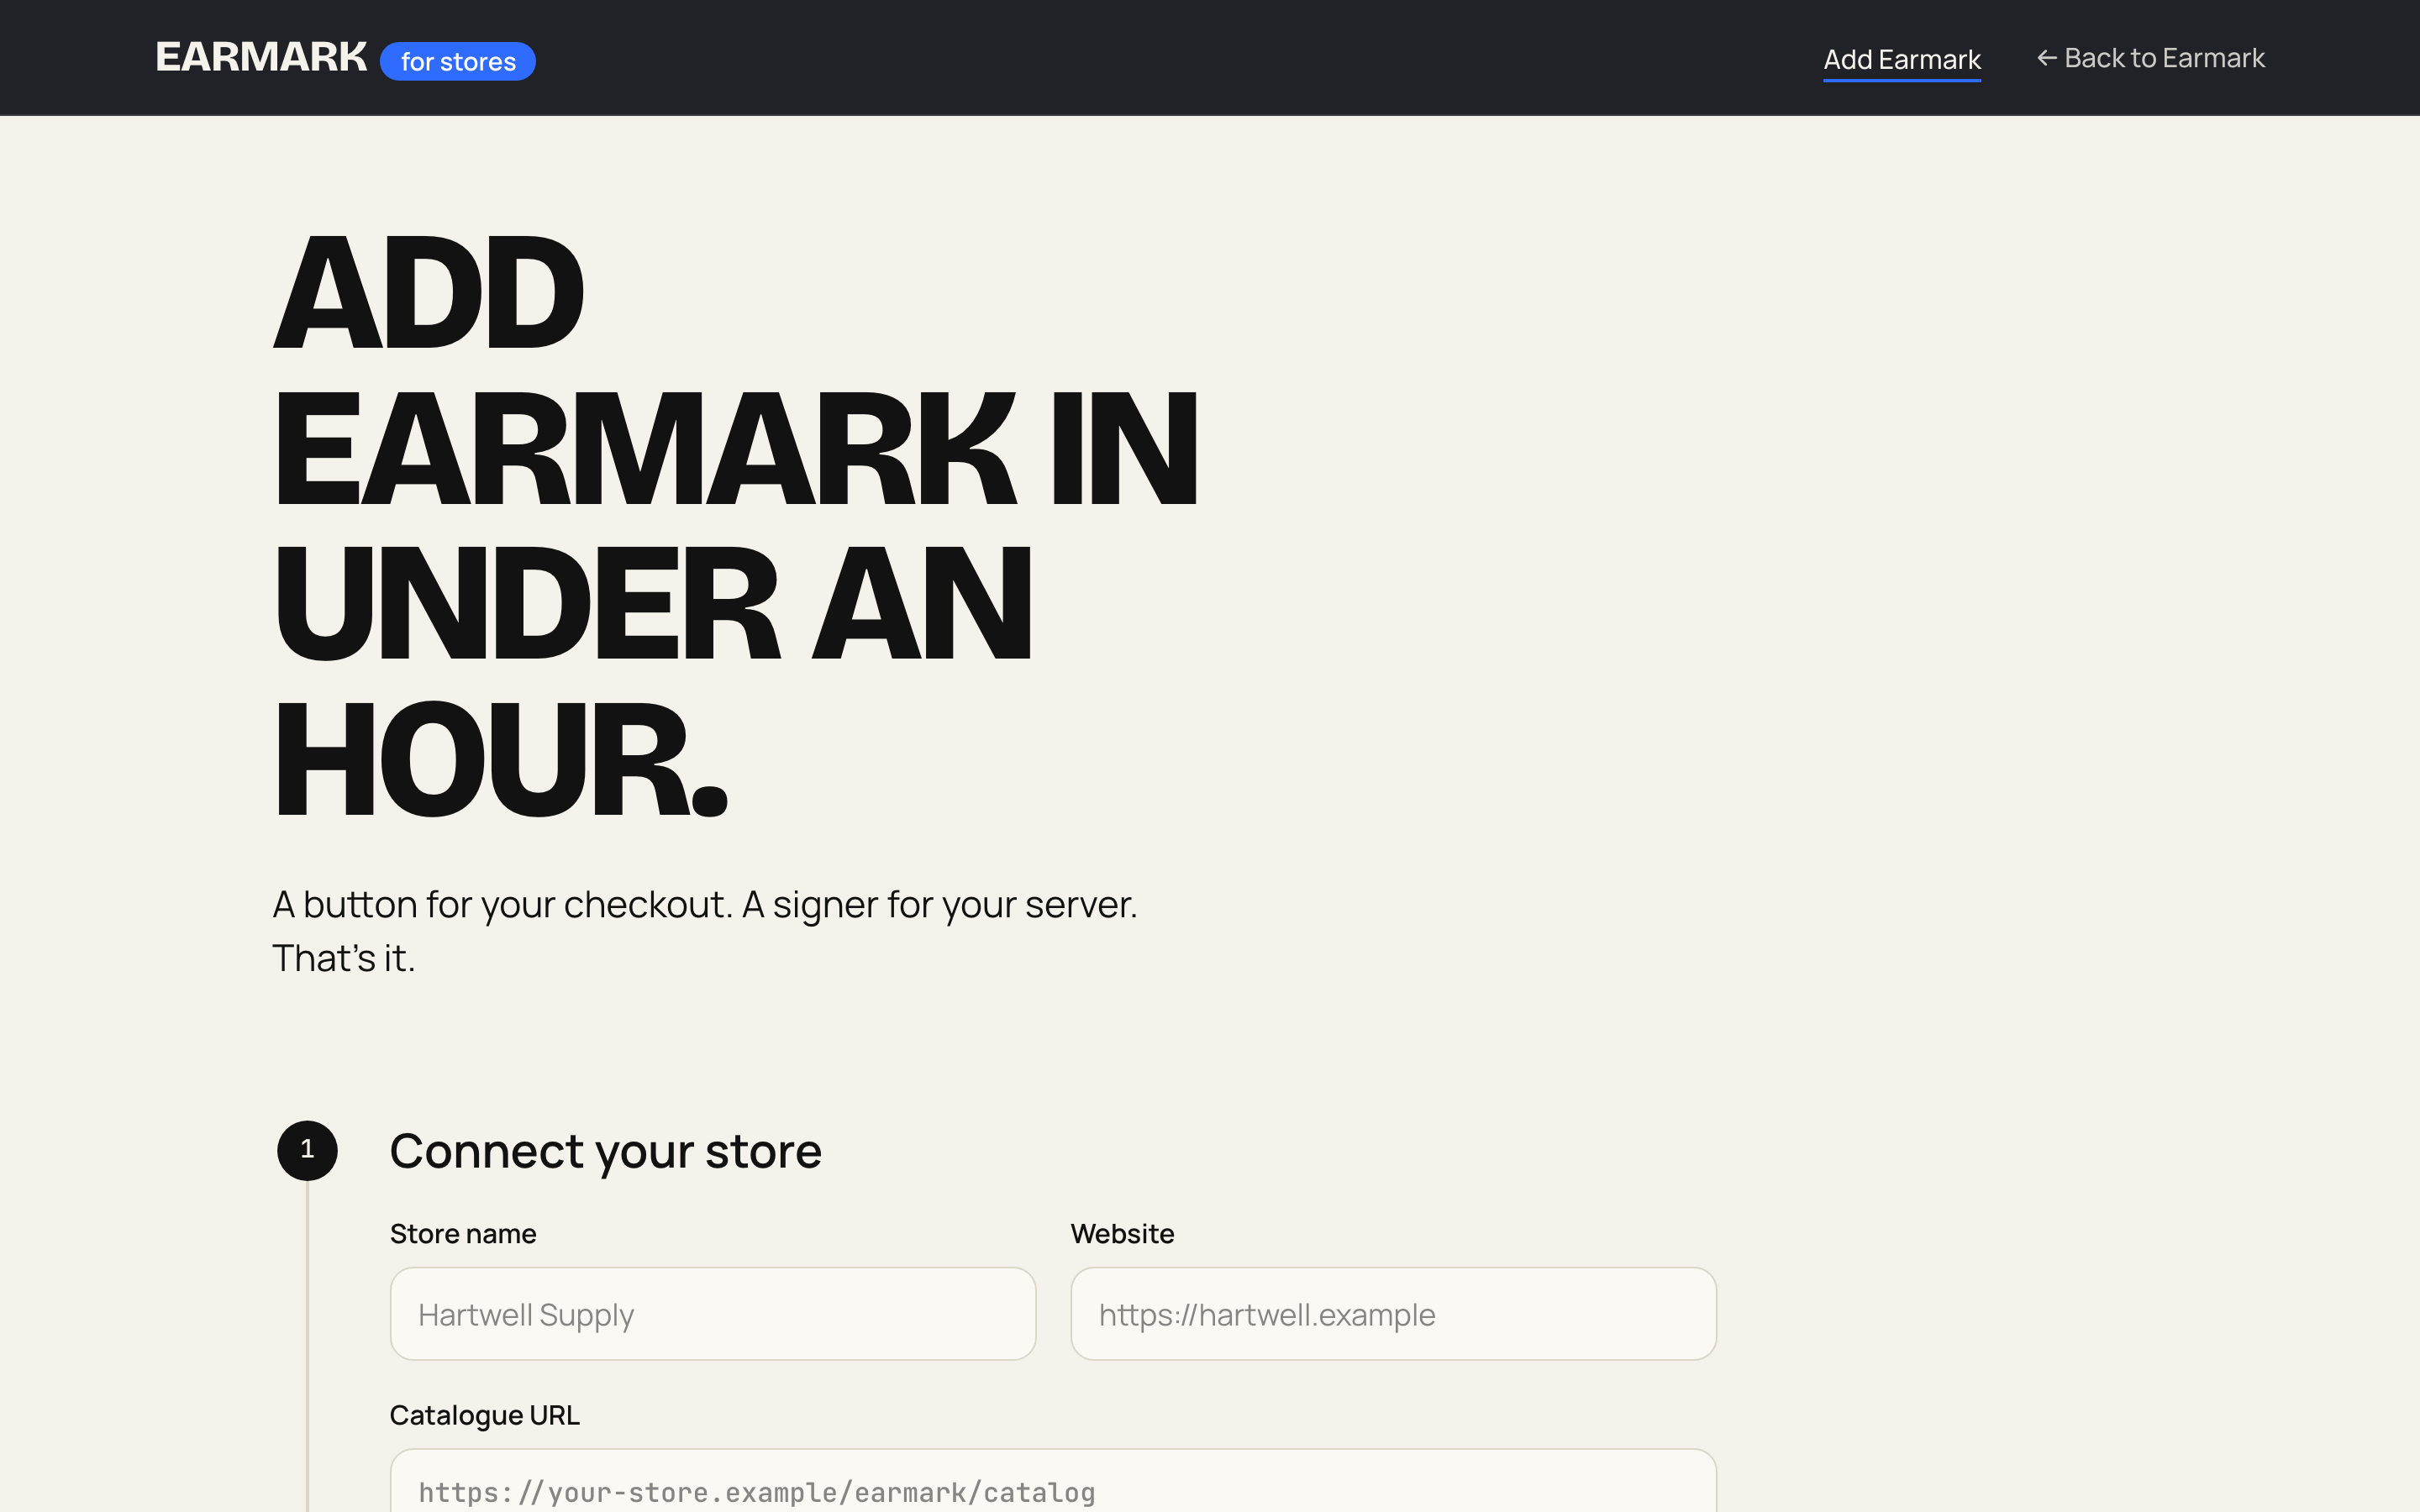 EARMARK for stores
Add Earmark
← Back to Earmark
ADD
EARMARK IN
UNDER AN
HOUR.
A button for your checkout. A signer for your server.
That’s it.
1 Connect your store
Store name
Website
Hartwell Supply
https://hartwell.example
Catalogue URL
https://your-store.example/earmark/catalog